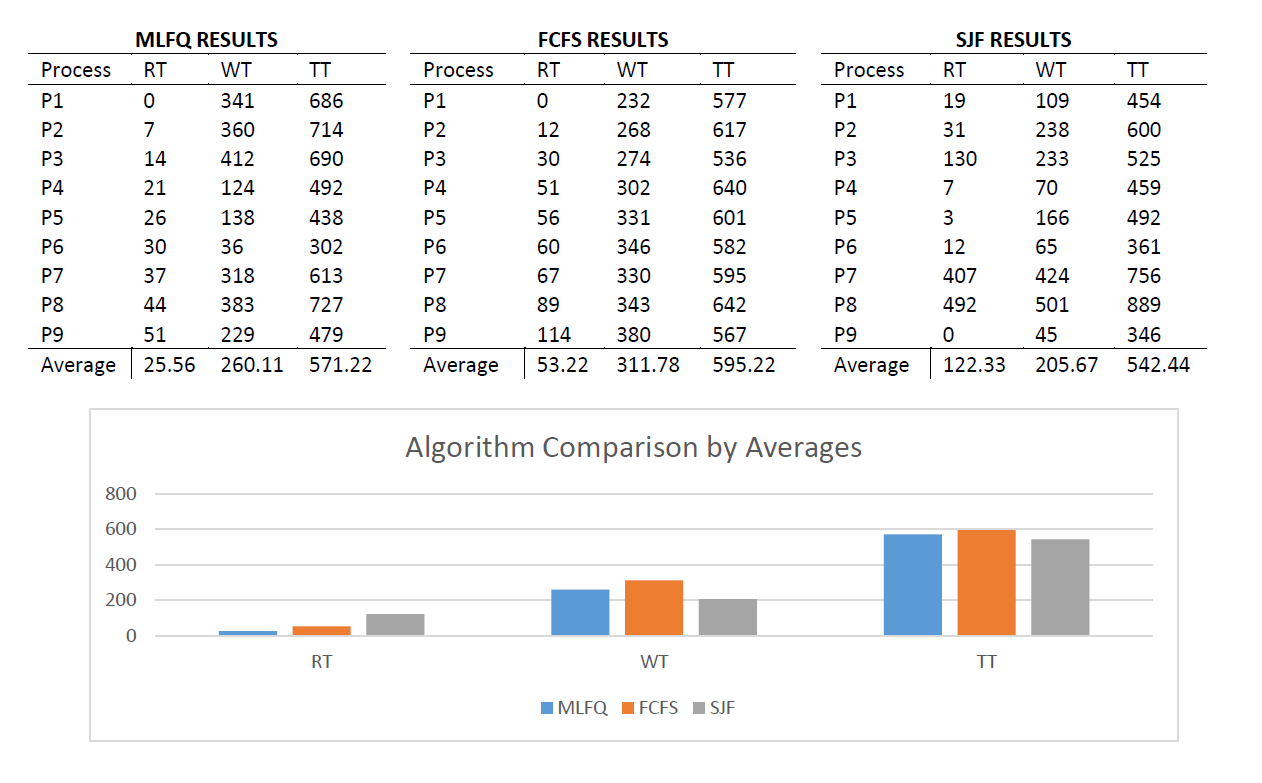 MLFQ RESULTS FCFS RESULTS SJF RESULTS
Process RT WT TT Process RT WT TT Process RT WT TT
P1 0 341 686 P1 0 232 577 P1 19 109 454
P2 7 360 714 P2 12 268 617 P2 31 238 600
P3 14 412 690 P3 30 274 536 P3 130 233 525
P4 21 124 492 P4 51 302 640 P4 7 70 459
P5 26 138 438 P5 56 331 601 P5 3 166 492
P6 30 36 302 P6 60 346 582 P6 12 65 361
P7 37 318 613 P7 67 330 595 P7 407 424 756
P8 44 383 727 P8 89 343 642 P8 492 501 889
P9 51 229 479 P9 114 380 567 P9 0 45 346
Average 25.56 260.11 571.22 Average 53.22 311.78 595.22 Average 122.33 205.67 542.44
Algorithm Comparison by Averages
800
600
400
200
0
RT WT TT
MLFQ FCFS SJF